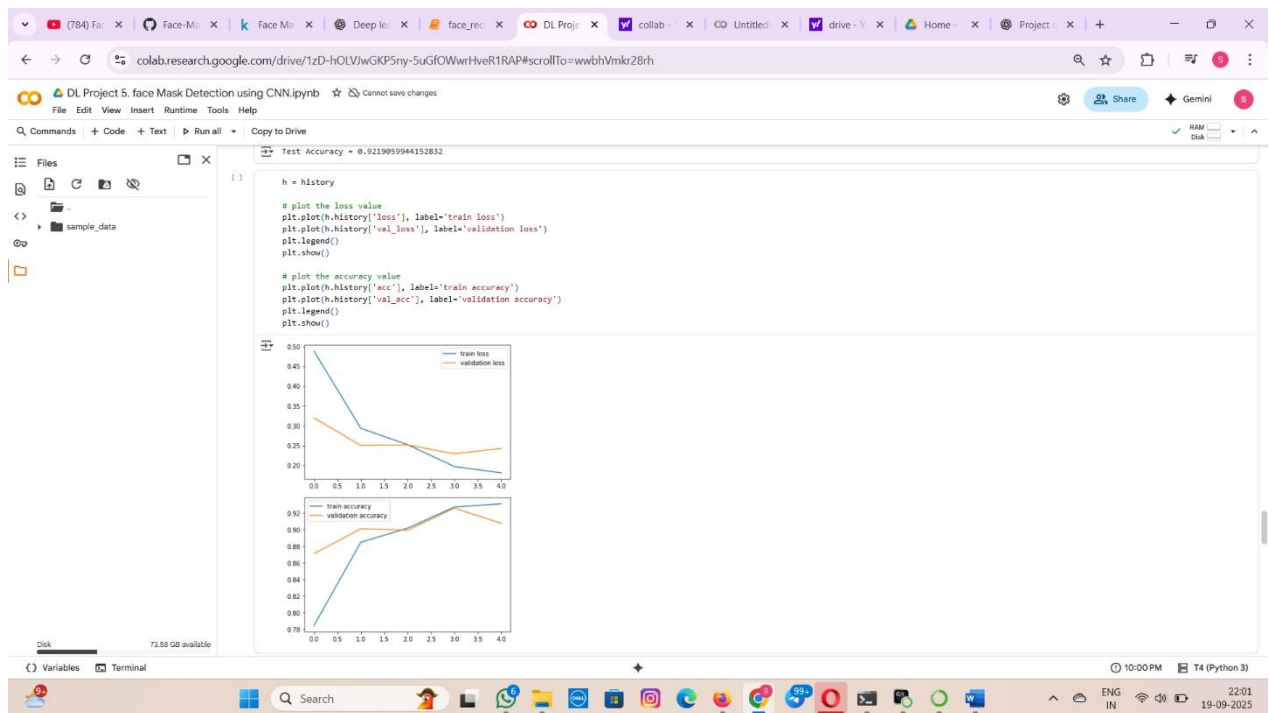 (784) Fac
Face-Ma
Face Ma
Deep le
face_rec
DL Proje
collab -
Untitled
drive - Y
Home -
Project
colab.research.google.com/drive/1zD-hOLVJwGKP5ny-5uGfOWwrHveR1RAP#scrollTo=wwbhVmkr28rh
S
CO DL Project 5. face Mask Detection using CNN.ipynb Cannot save changes
Share Gemini S
File Edit View Insert Runtime Tools Help
Commands + Code + Text Run all Copy to Drive
RAM
Disk
Files
..
sample_data
Test Accuracy = 0.9219059944152832
[ ] h = history
# plot the loss value
plt.plot(h.history['loss'], label='train loss')
plt.plot(h.history['val_loss'], label='validation loss')
plt.legend()
plt.show()
# plot the accuracy value
plt.plot(h.history['acc'], label='train accuracy')
plt.plot(h.history['val_acc'], label='validation accuracy')
plt.legend()
plt.show()
train loss
validation loss
0.50
0.45
0.40
0.35
0.30
0.25
0.20
0.0 0.5 1.0 1.5 2.0 2.5 3.0 3.5 4.0
train accuracy
validation accuracy
0.92
0.90
0.88
0.86
0.84
0.82
0.80
0.78
0.0 0.5 1.0 1.5 2.0 2.5 3.0 3.5 4.0
Disk 73.58 GB available
Variables Terminal
10:00 PM T4 (Python 3)
9+
Search
6
DELL
99+
ENG
IN
22:01
19-09-2025